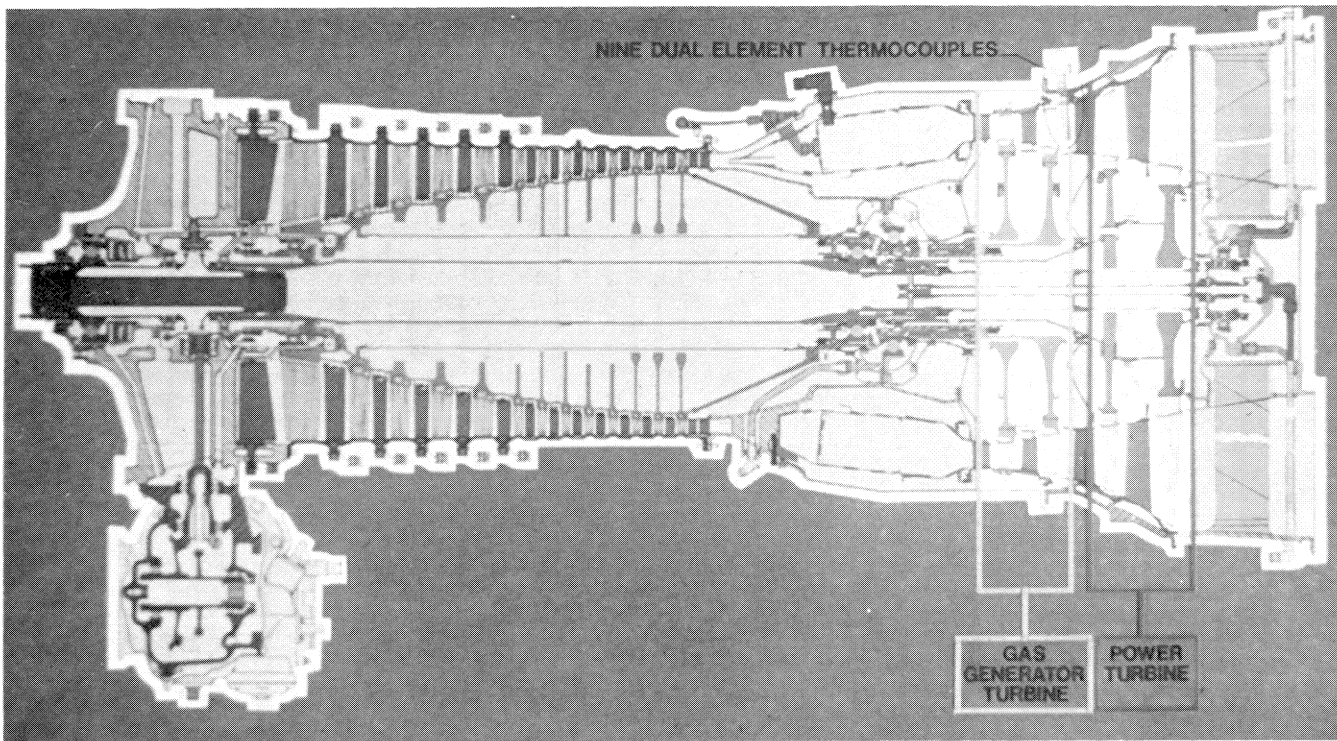 NINE DUAL ELEMENT THERMOCOUPLES
GAS
GENERATOR
TURBINE
POWER
TURBINE